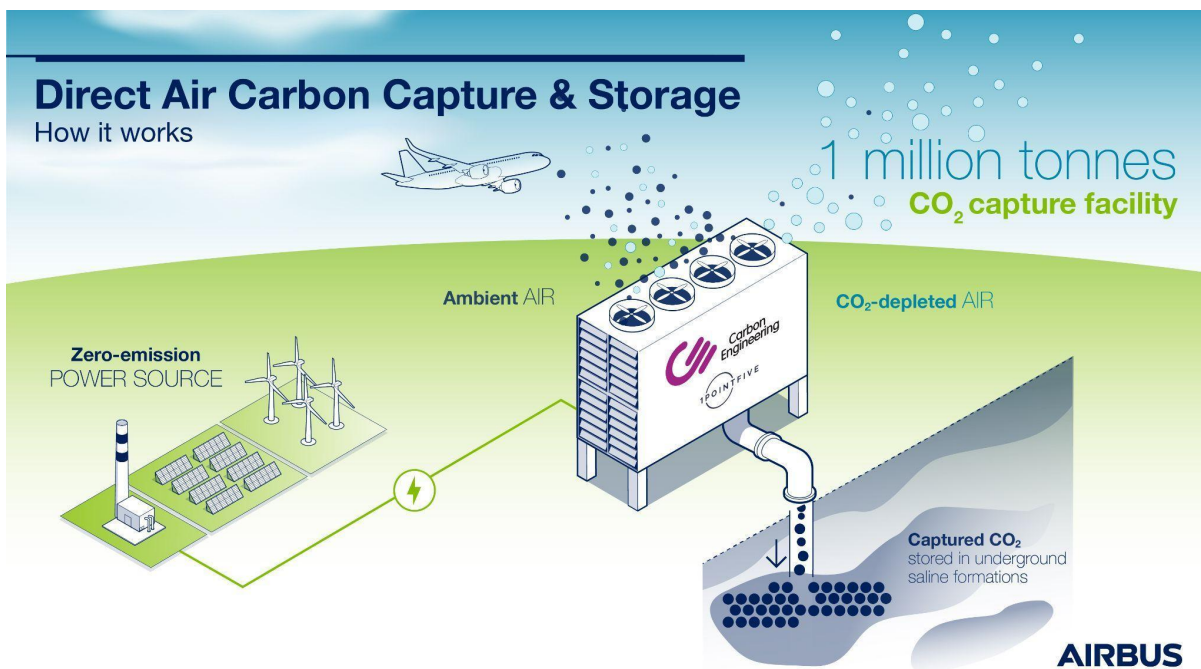 Direct Air Carbon Capture & Storage
How it works
1 million tonnes
CO₂ capture facility
Ambient AIR
CO₂-depleted AIR
Carbon
Engineering
1POINTFIVE
Zero-emission
POWER SOURCE
Captured CO₂
stored in underground
saline formations
AIRBUS